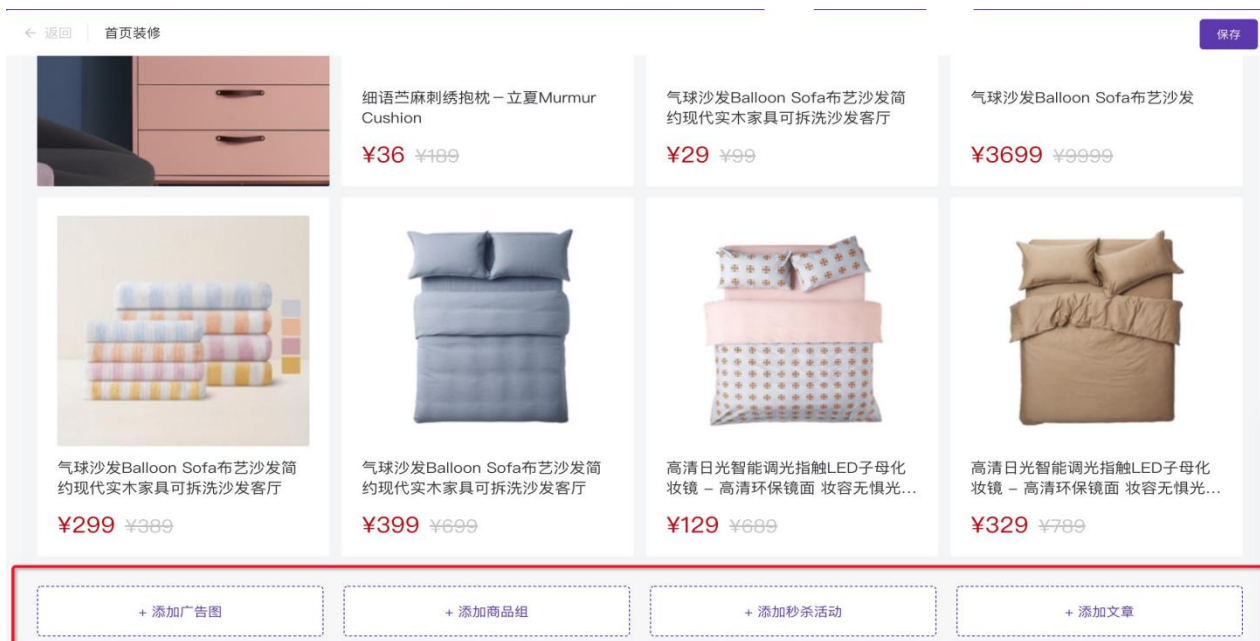 ← 返回 首页装修 保存
细语苎麻刺绣抱枕－立夏Murmur
Cushion
¥36 ¥189
气球沙发Balloon Sofa布艺沙发简
约现代实木家具可拆洗沙发客厅
¥29 ¥99
气球沙发Balloon Sofa布艺沙发
¥3699 ¥9999
气球沙发Balloon Sofa布艺沙发简
约现代实木家具可拆洗沙发客厅
¥299 ¥389
气球沙发Balloon Sofa布艺沙发简
约现代实木家具可拆洗沙发客厅
¥399 ¥699
高清日光智能调光指触LED子母化
妆镜 – 高清环保镜面 妆容无惧光...
¥129 ¥689
高清日光智能调光指触LED子母化
妆镜 – 高清环保镜面 妆容无惧光...
¥329 ¥789
+ 添加广告图
+ 添加商品组
+ 添加秒杀活动
+ 添加文章